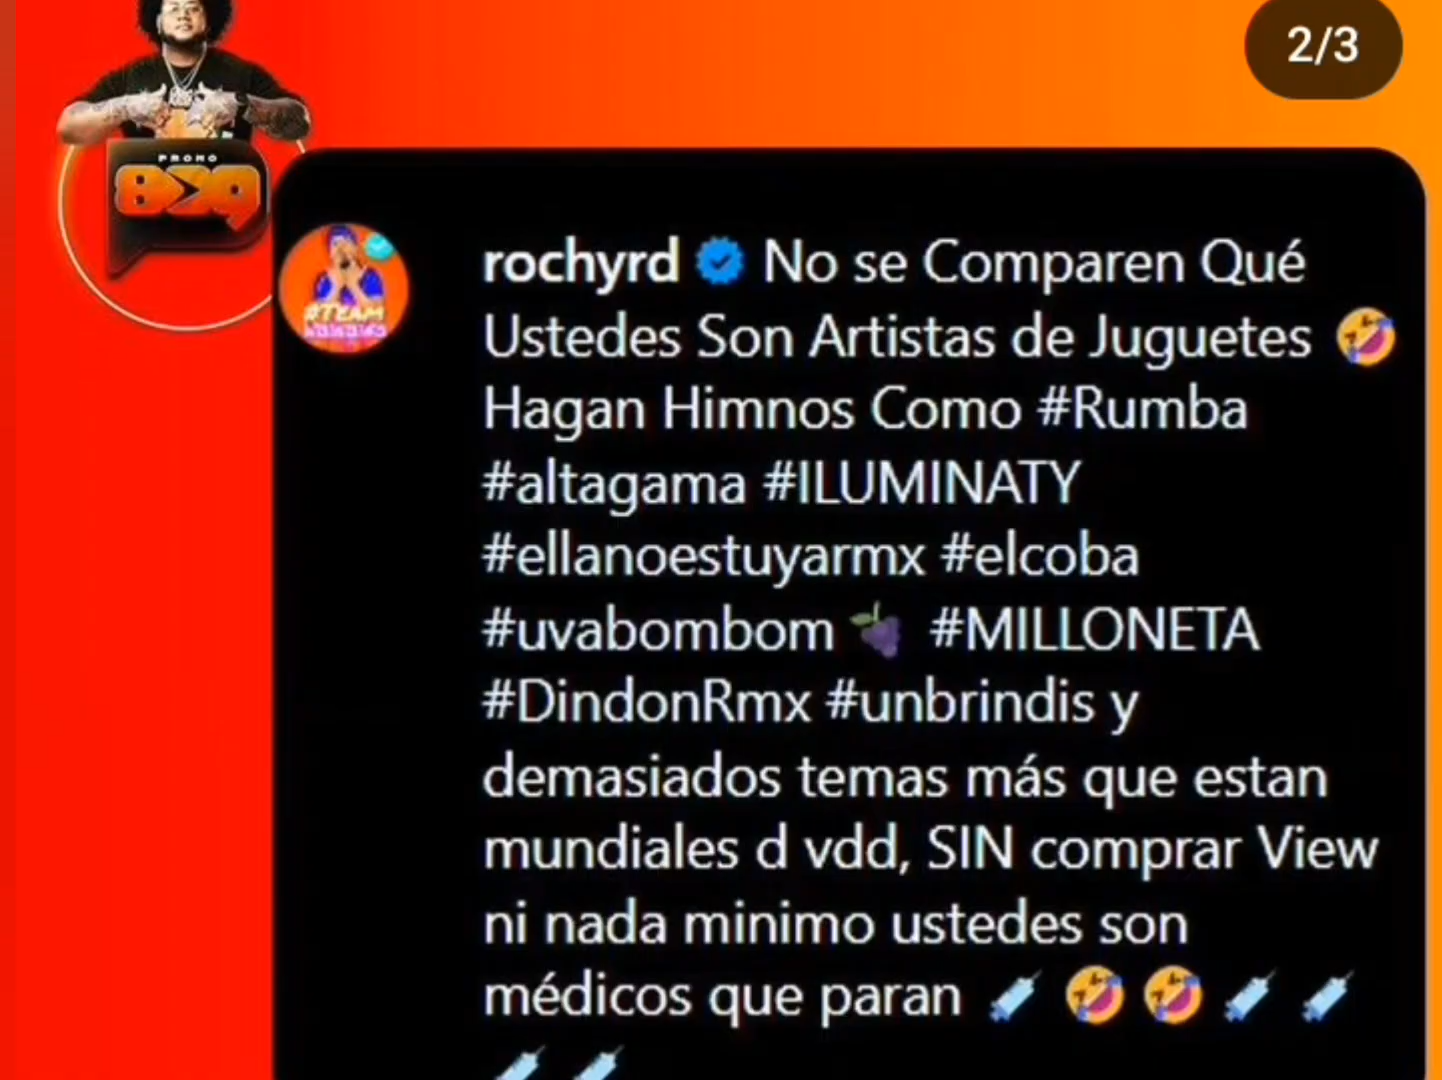 2/3
PROMO
829
rochyrd No se Comparen Qué
Ustedes Son Artistas de Juguetes 🤣
Hagan Himnos Como #Rumba
#altagama #ILUMINATY
#ellanoestuyarmx #elcoba
#uvabombom 🍇 #MILLONETA
#DindonRmx #unbrindis y
demasiados temas más que estan
mundiales d vdd, SIN comprar View
ni nada minimo ustedes son
médicos que paran 💉 🤣 🤣 💉 💉
💉 💉
#TEAM